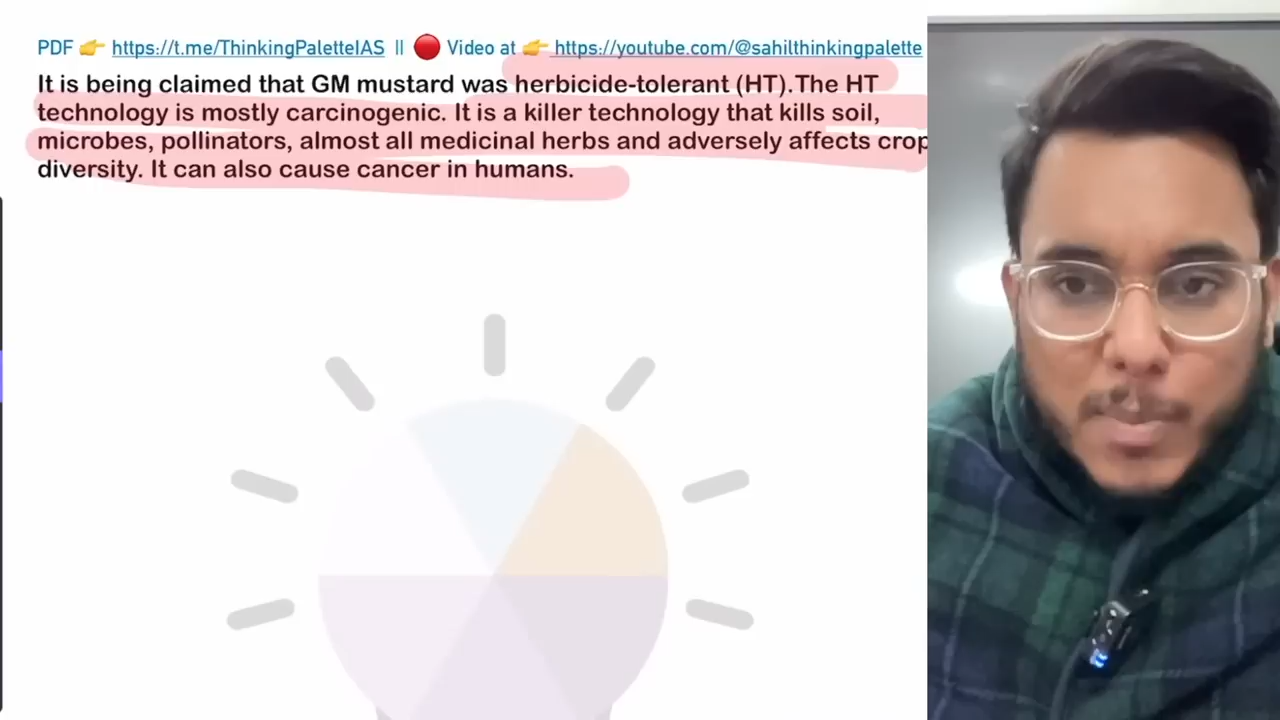 PDF 👉 https://t.me/ThinkingPaletteIAS || 🔴 Video at 👉 https://youtube.com/@sahilthinkingpalette
It is being claimed that GM mustard was herbicide-tolerant (HT).The HT
technology is mostly carcinogenic. It is a killer technology that kills soil,
microbes, pollinators, almost all medicinal herbs and adversely affects crop
diversity. It can also cause cancer in humans.